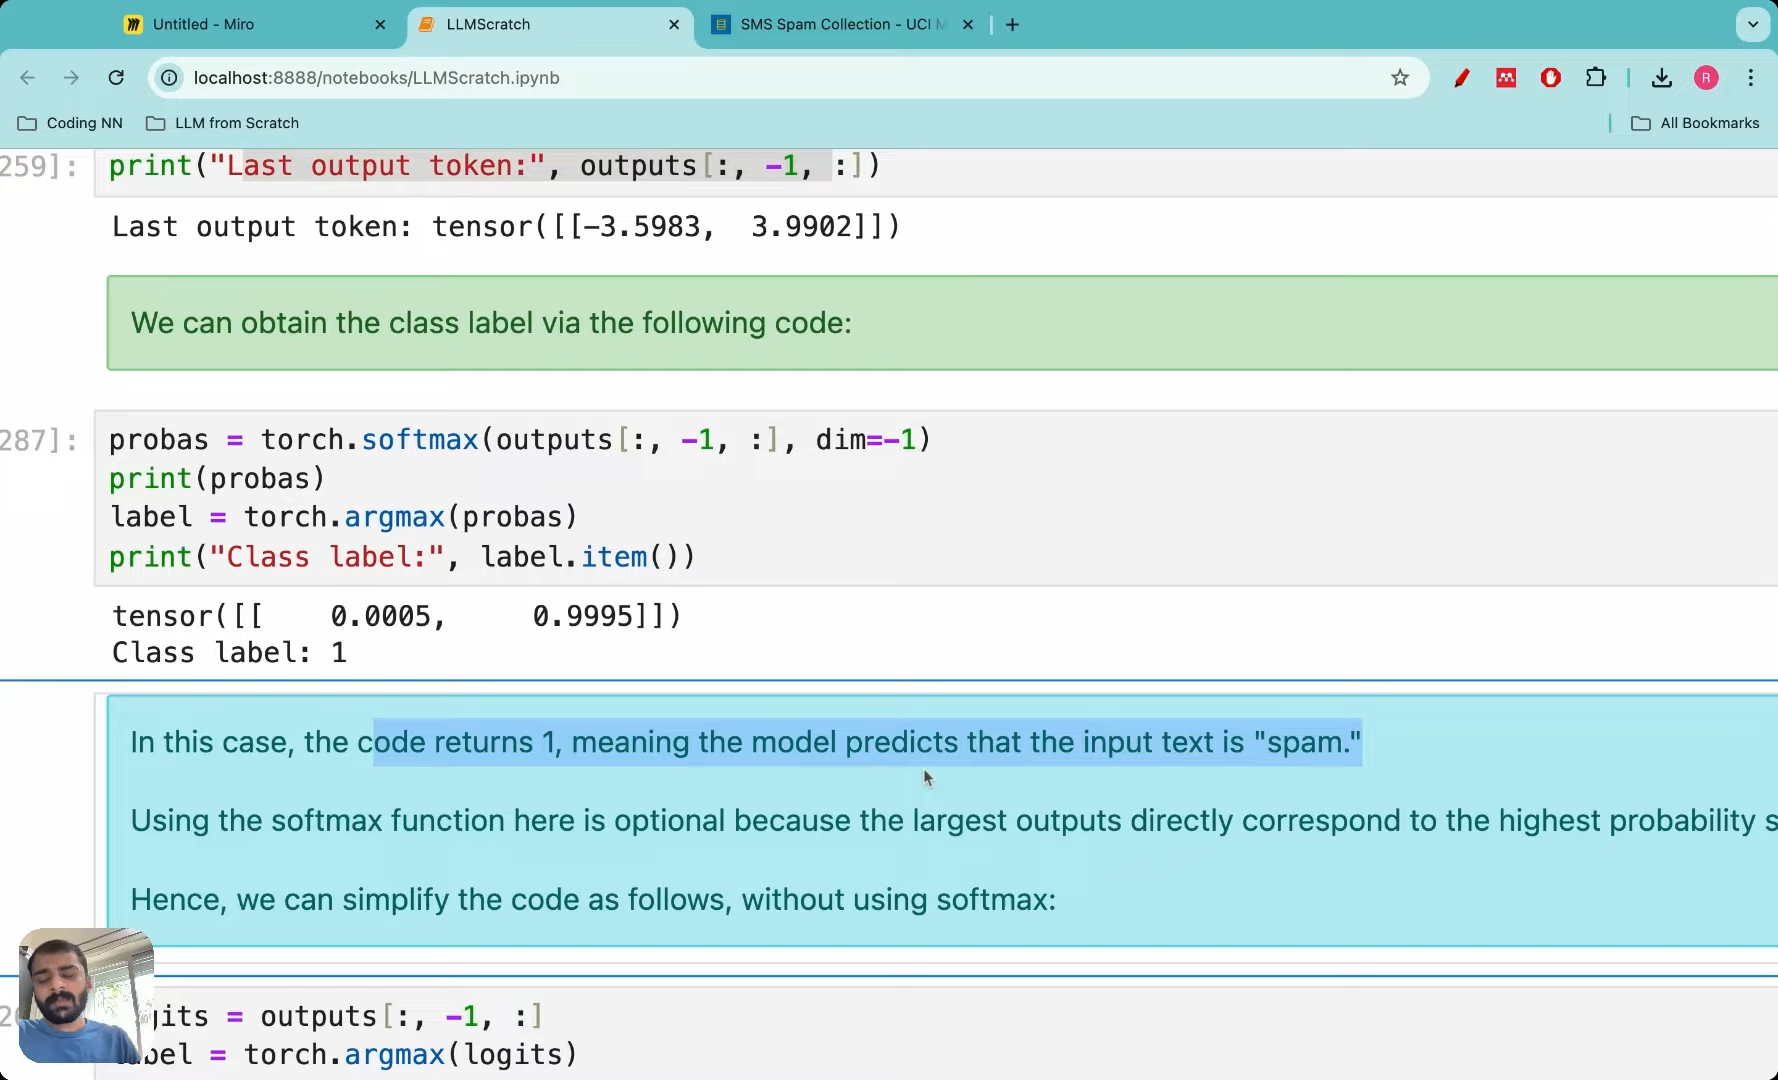 Untitled - Miro
LLMScratch
SMS Spam Collection - UCI M
localhost:8888/notebooks/LLMScratch.ipynb
R
Coding NN
LLM from Scratch
All Bookmarks
259]:
print("Last output token:", outputs[:, -1, :])
Last output token: tensor([[-3.5983, 3.9902]])
We can obtain the class label via the following code:
287]:
probas = torch.softmax(outputs[:, -1, :], dim=-1)
print(probas)
label = torch.argmax(probas)
print("Class label:", label.item())
tensor([[ 0.0005, 0.9995]])
Class label: 1
In this case, the code returns 1, meaning the model predicts that the input text is "spam."
Using the softmax function here is optional because the largest outputs directly correspond to the highest probability s
Hence, we can simplify the code as follows, without using softmax:
gits = outputs[:, -1, :]
abel = torch.argmax(logits)